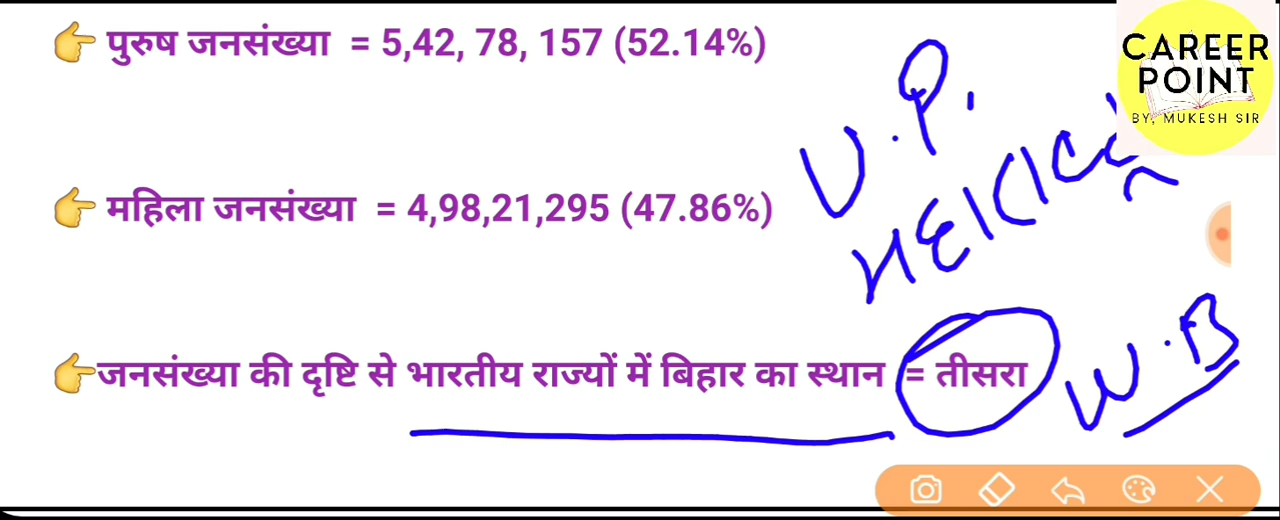 👉 पुरुष जनसंख्या = 5,42, 78, 157 (52.14%)
CAREER
POINT
BY, MUKESH SIR
U.P.
👉 महिला जनसंख्या = 4,98,21,295 (47.86%)
👉जनसंख्या की दृष्टि से भारतीय राज्यों में बिहार का स्थान = तीसरा
W.B